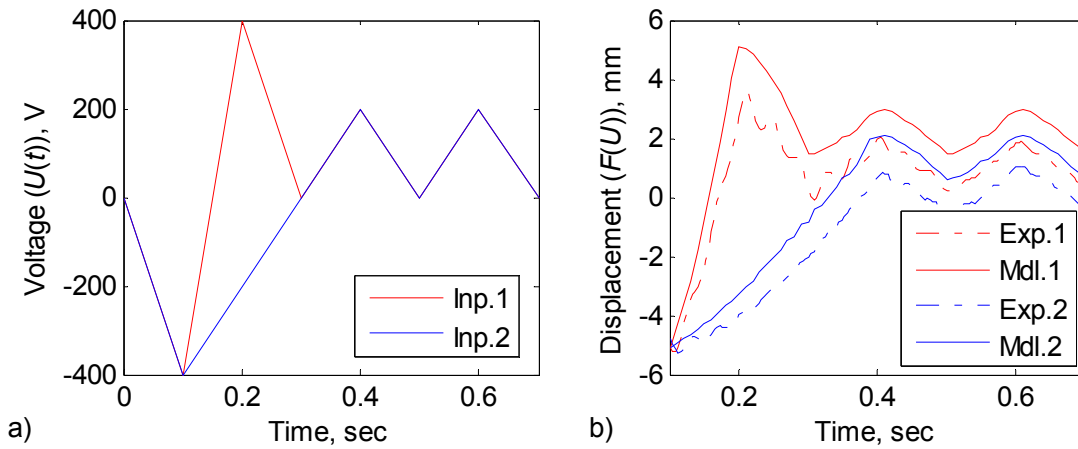 400
200
0
-200
-400
0
0.2
0.4
0.6
Voltage (U(t)), V
Time, sec
Inp.1
Inp.2
a)
6
4
2
0
-2
-4
-6
0.2
0.4
0.6
Displacement (F(U)), mm
Time, sec
Exp.1
Mdl.1
Exp.2
Mdl.2
b)